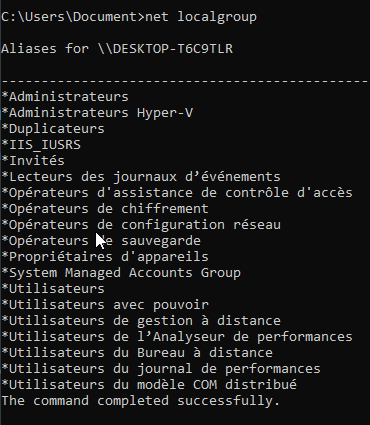 C:\Users\Document>net localgroup
Aliases for \\DESKTOP-T6C9TLR
-----------------------------------------------
*Administrateurs
*Administrateurs Hyper-V
*Duplicateurs
*IIS_IUSRS
*Invités
*Lecteurs des journaux d’événements
*Opérateurs d'assistance de contrôle d'accès
*Opérateurs de chiffrement
*Opérateurs de configuration réseau
*Opérateurs de sauvegarde
*Propriétaires d'appareils
*System Managed Accounts Group
*Utilisateurs
*Utilisateurs avec pouvoir
*Utilisateurs de gestion à distance
*Utilisateurs de l’Analyseur de performances
*Utilisateurs du Bureau à distance
*Utilisateurs du journal de performances
*Utilisateurs du modèle COM distribué
The command completed successfully.